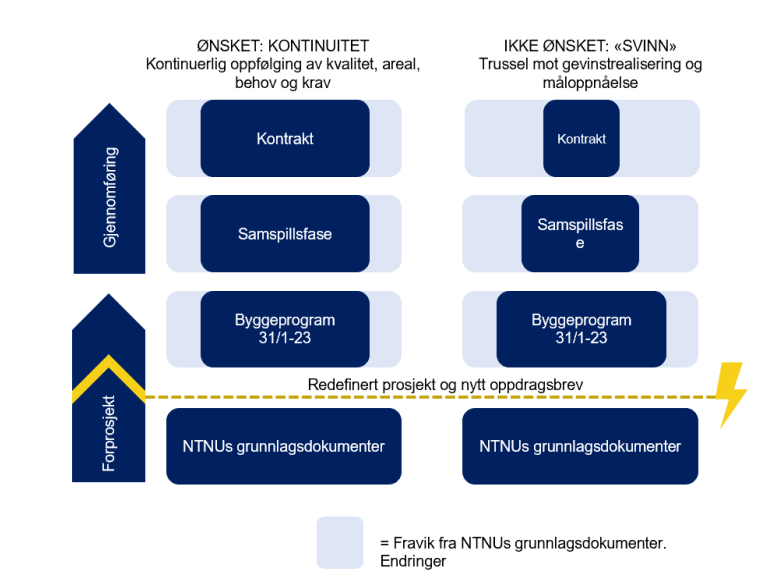 ØNSKET: KONTINUITET
Kontinuerlig oppfølging av kvalitet, areal,
behov og krav
IKKE ØNSKET: «SVINN»
Trussel mot gevinstrealisering og
måloppnåelse
Gjennomføring
Kontrakt
Kontrakt
Samspillsfase
Samspillsfas
e
Byggeprogram
31/1-23
Byggeprogram
31/1-23
Redefinert prosjekt og nytt oppdragsbrev
Forprosjekt
NTNUs grunnlagsdokumenter
NTNUs grunnlagsdokumenter
= Fravik fra NTNUs grunnlagsdokumenter.
Endringer